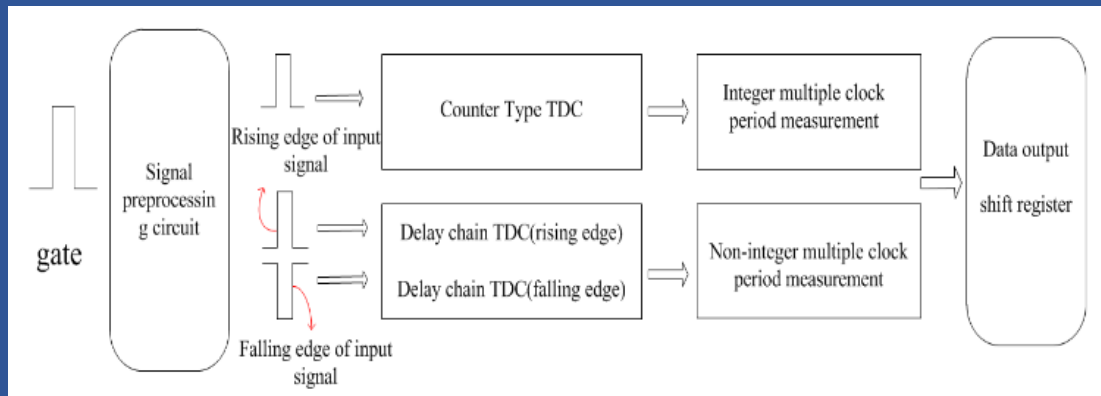 gate
Signal
preprocessin
g circuit
Rising edge of input
signal
Falling edge of input
signal
Counter Type TDC
Delay chain TDC(rising edge)
Delay chain TDC(falling edge)
Integer multiple clock
period measurement
Non-integer multiple clock
period measurement
Data output
shift register